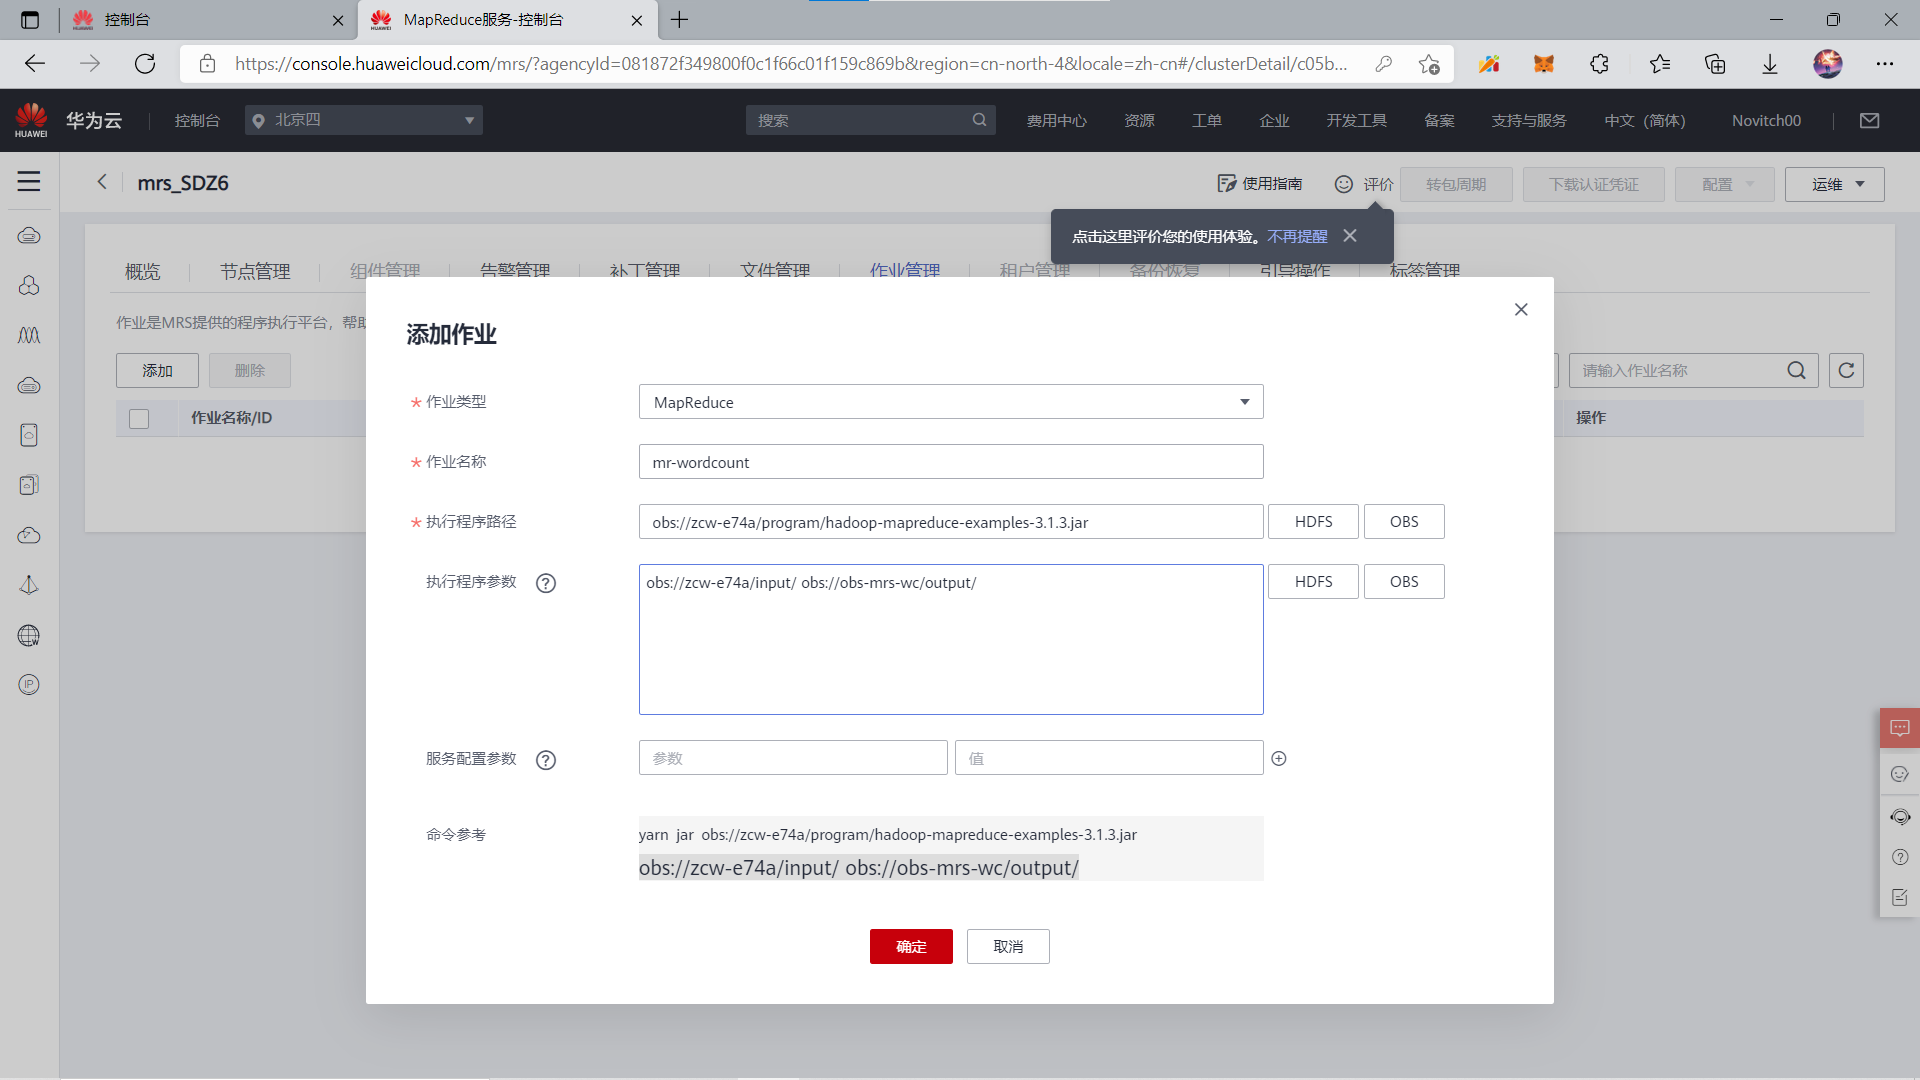 控制台
MapReduce服务-控制台
https://console.huaweicloud.com/mrs/?agencyId=081872f349800f0c1f66c01f159c869b&region=cn-north-4&locale=zh-cn#/clusterDetail/c05b...
HUAWEI
华为云
控制台
北京四
搜索
费用中心
资源
工单
企业
开发工具
备案
支持与服务
中文（简体）
Novitch00
mrs_SDZ6
使用指南
评价
转包周期
下载认证凭证
配置
运维
点击这里评价您的使用体验。不再提醒
概览
节点管理
组件管理
告警管理
补丁管理
文件管理
作业管理
租户管理
备份恢复
引导操作
标签管理
作业是MRS提供的程序执行平台，帮助
添加
删除
请输入作业名称
作业名称/ID
操作
添加作业
* 作业类型
MapReduce
* 作业名称
mr-wordcount
* 执行程序路径
obs://zcw-e74a/program/hadoop-mapreduce-examples-3.1.3.jar
HDFS
OBS
执行程序参数
obs://zcw-e74a/input/ obs://obs-mrs-wc/output/
HDFS
OBS
服务配置参数
参数
值
命令参考
yarn jar obs://zcw-e74a/program/hadoop-mapreduce-examples-3.1.3.jar
obs://zcw-e74a/input/ obs://obs-mrs-wc/output/
确定
取消